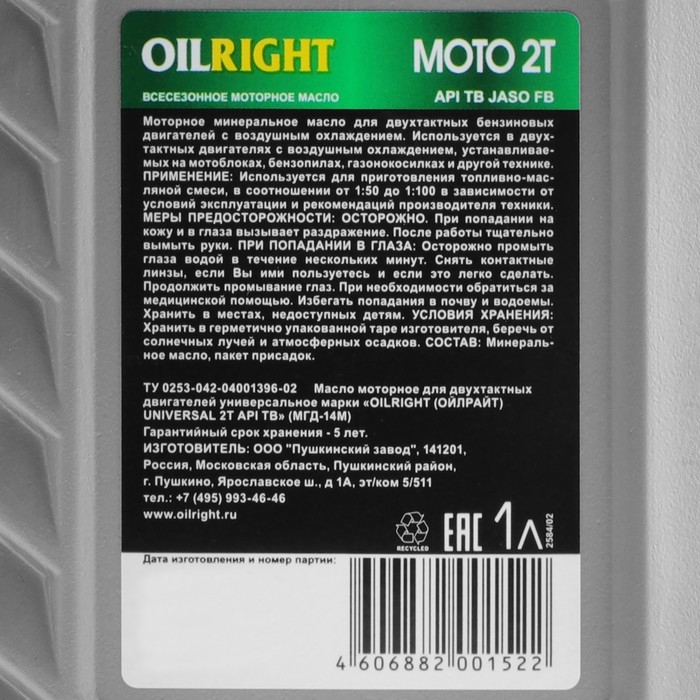 OILRIGHT MOTO 2T
ВСЕСЕЗОННОЕ МОТОРНОЕ МАСЛО API TB JASO FB
Моторное минеральное масло для двухтактных бензиновых
двигателей с воздушным охлаждением. Используется в двух-
тактных двигателях с воздушным охлаждением, устанавливае-
мых на мотоблоках, бензопилах, газонокосилках и другой технике.
ПРИМЕНЕНИЕ: Используется для приготовления топливно-мас-
ляной смеси, в соотношении от 1:50 до 1:100 в зависимости от
условий эксплуатации и рекомендаций производителя техники.
МЕРЫ ПРЕДОСТОРОЖНОСТИ: ОСТОРОЖНО. При попадании на
кожу и в глаза вызывает раздражение. После работы тщательно
вымыть руки. ПРИ ПОПАДАНИИ В ГЛАЗА: Осторожно промыть
глаза водой в течение нескольких минут. Снять контактные
линзы, если Вы ими пользуетесь и если это легко сделать.
Продолжить промывание глаз. При необходимости обратиться за
медицинской помощью. Избегать попадания в почву и водоемы.
Хранить в местах, недоступных детям. УСЛОВИЯ ХРАНЕНИЯ:
Хранить в герметично упакованной таре изготовителя, беречь от
солнечных лучей и атмосферных осадков. СОСТАВ: Минераль-
ное масло, пакет присадок.
ТУ 0253-042-04001396-02 Масло моторное для двухтактных
двигателей универсальное марки «OILRIGHT (ОЙЛРАЙТ)
UNIVERSAL 2T API TB» (МГД-14М)
Гарантийный срок хранения - 5 лет.
ИЗГОТОВИТЕЛЬ: ООО "Пушкинский завод", 141201,
Россия, Московская область, Пушкинский район,
г. Пушкино, Ярославское ш., д 1А, эт/ком 5/511
тел.: +7 (495) 993-46-46
www.oilright.ru
RECYCLED EAC 1л 2584/02
Дата изготовления и номер партии:
4 606882 001522